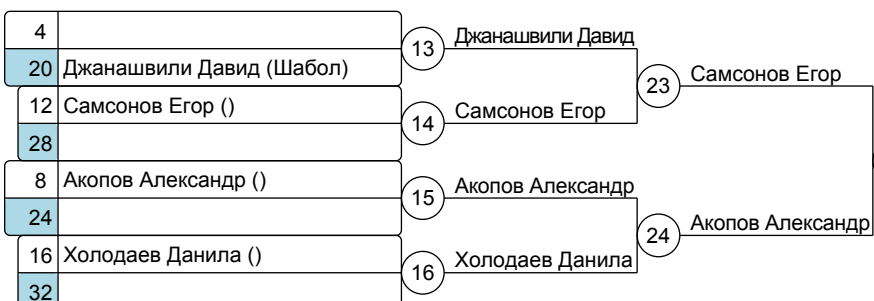 4
20 Джанашвили Давид (Шабол)
12 Самсонов Егор ()
28
8 Акопов Александр ()
24
16 Холодаев Данила ()
32
13 Джанашвили Давид
14 Самсонов Егор
15 Акопов Александр
16 Холодаев Данила
23 Самсонов Егор
24 Акопов Александр